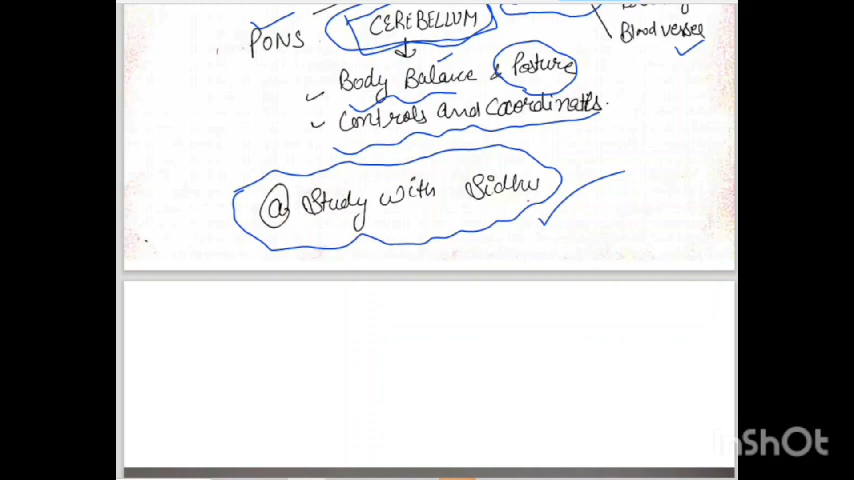 PONS
CEREBELLUM
Blood vessel
Body Balance & Posture
Controls and Coordinates.
@ Study with Sidhu
InShOt